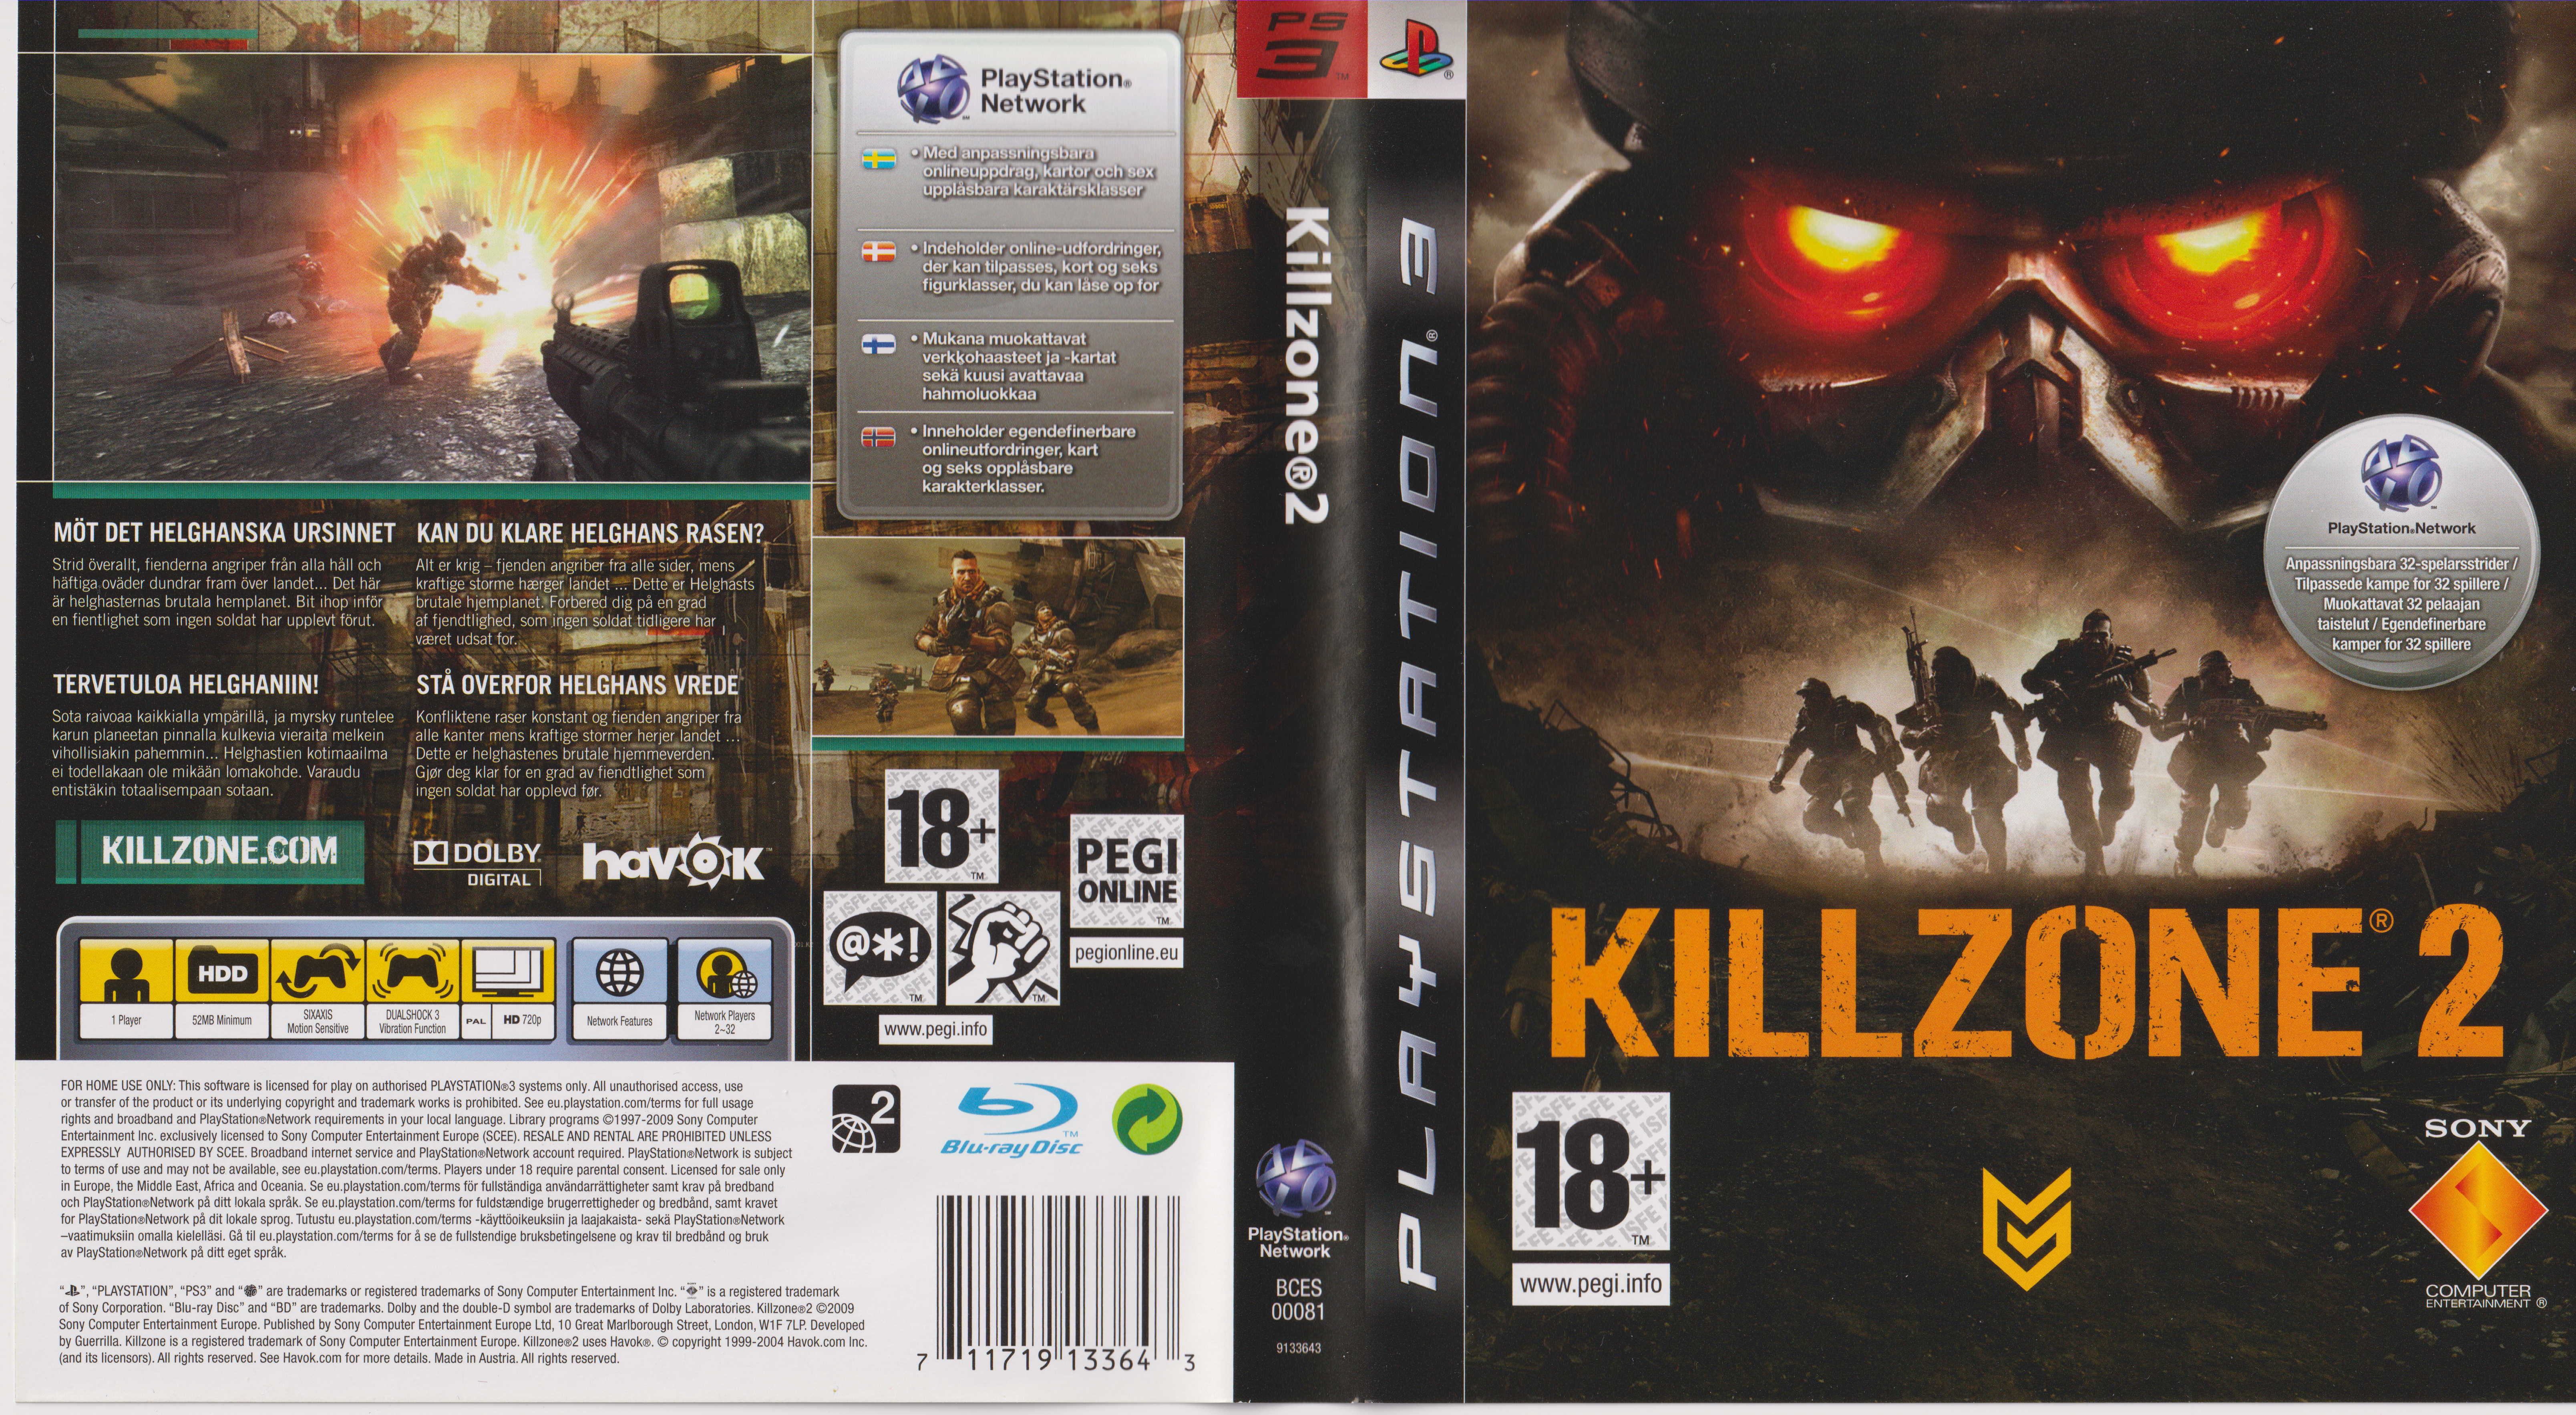 PlayStation®
Network
• Med anpassningsbara
onlineuppdrag, kartor och sex
upplåsbara karaktärsklasser
• Indeholder online-udfordringer,
der kan tilpasses, kort og seks
figurklasser, du kan låse op for
• Mukana muokattavat
verkkohaasteet ja -kartat
sekä kuusi avattavaa
hahmoluokkaa
• Inneholder egendefinerbare
onlineutfordringer, kart
og seks opplåsbare
karakterklasser.
MÖT DET HELGHANSKA URSINNET
Strid överallt, fienderna angriper från alla håll och
häftiga oväder dundrar fram över landet... Det här
är helghasternas brutala hemplanet. Bit ihop inför
en fientlighet som ingen soldat har upplevt förut.
KAN DU KLARE HELGHANS RASEN?
Alt er krig – fjenden angriber fra alle sider, mens
kraftige storme hærger landet ... Dette er Helghasts
brutale hjemplanet. Forbered dig på en grad
af fjendtlighed, som ingen soldat tidligere har
været udsat for.
TERVETULOA HELGHANIIN!
Sota raivoaa kaikkialla ympärillä, ja myrsky runtelee
karun planeetan pinnalla kulkevia vieraita melkein
vihollisiakin pahemmin... Helghastien kotimaailma
ei todellakaan ole mikään lomakohde. Varaudu
entistäkin totaalisempaan sotaan.
STÅ OVERFOR HELGHANS VREDE
Konfliktene raser konstant og fienden angriper fra
alle kanter mens kraftige stormer herjer landet ...
Dette er helghastenes brutale hjemmeverden.
Gjør deg klar for en grad av fiendtlighet som
ingen soldat har opplevd før.
KILLZONE.COM
DOLBY®
DIGITAL
havok™
18+™
PEGI
ONLINE™
pegionline.eu
@*!™
www.pegi.info
1 Player
HDD
52MB Minimum
SIXAXIS
Motion Sensitive
DUALSHOCK 3
Vibration Function
PAL HD 720p
Network Features
Network Players
2~32
FOR HOME USE ONLY: This software is licensed for play on authorised PLAYSTATION®3 systems only. All unauthorised access, use
or transfer of the product or its underlying copyright and trademark works is prohibited. See eu.playstation.com/terms for full usage
rights and broadband and PlayStation®Network requirements in your local language. Library programs ©1997-2009 Sony Computer
Entertainment Inc. exclusively licensed to Sony Computer Entertainment Europe (SCEE). RESALE AND RENTAL ARE PROHIBITED UNLESS
EXPRESSLY AUTHORISED BY SCEE. Broadband internet service and PlayStation®Network account required. PlayStation®Network is subject
to terms of use and may not be available, see eu.playstation.com/terms. Players under 18 require parental consent. Licensed for sale only
in Europe, the Middle East, Africa and Oceania. Se eu.playstation.com/terms för fullständiga användarrättigheter samt krav på bredband
och PlayStation®Network på ditt lokala språk. Se eu.playstation.com/terms for fuldstændige brugerrettigheder og bredbånd, samt kravet
for PlayStation®Network på dit lokale sprog. Tutustu eu.playstation.com/terms -käyttöoikeuksiin ja laajakaista- sekä PlayStation®Network
–vaatimuksiin omalla kielelläsi. Gå til eu.playstation.com/terms for å se de fullstendige bruksbetingelsene og krav til bredbånd og bruk
av PlayStation®Network på ditt eget språk.
“ ”, “PLAYSTATION”, “PS3” and “ ” are trademarks or registered trademarks of Sony Computer Entertainment Inc. “ ” is a registered trademark
of Sony Corporation. “Blu-ray Disc” and “BD” are trademarks. Dolby and the double-D symbol are trademarks of Dolby Laboratories. Killzone®2 ©2009
Sony Computer Entertainment Europe. Published by Sony Computer Entertainment Europe Ltd, 10 Great Marlborough Street, London, W1F 7LP. Developed
by Guerrilla. Killzone is a registered trademark of Sony Computer Entertainment Europe. Killzone®2 uses Havok®. © copyright 1999-2004 Havok.com Inc.
(and its licensors). All rights reserved. See Havok.com for more details. Made in Austria. All rights reserved.
2
Blu-ray Disc™
7 11719 13364 3
PS
3™
Killzone®2
PLAYSTATION®3
PlayStation®
Network
BCES
00081
9133643
PlayStation®Network
Anpassningsbara 32-spelarsstrider /
Tilpassede kampe for 32 spillere /
Muokattavat 32 pelaajan
taistelut / Egendefinerbare
kamper for 32 spillere
KILLZONE® 2
18+™
www.pegi.info
SONY
COMPUTER
ENTERTAINMENT ®